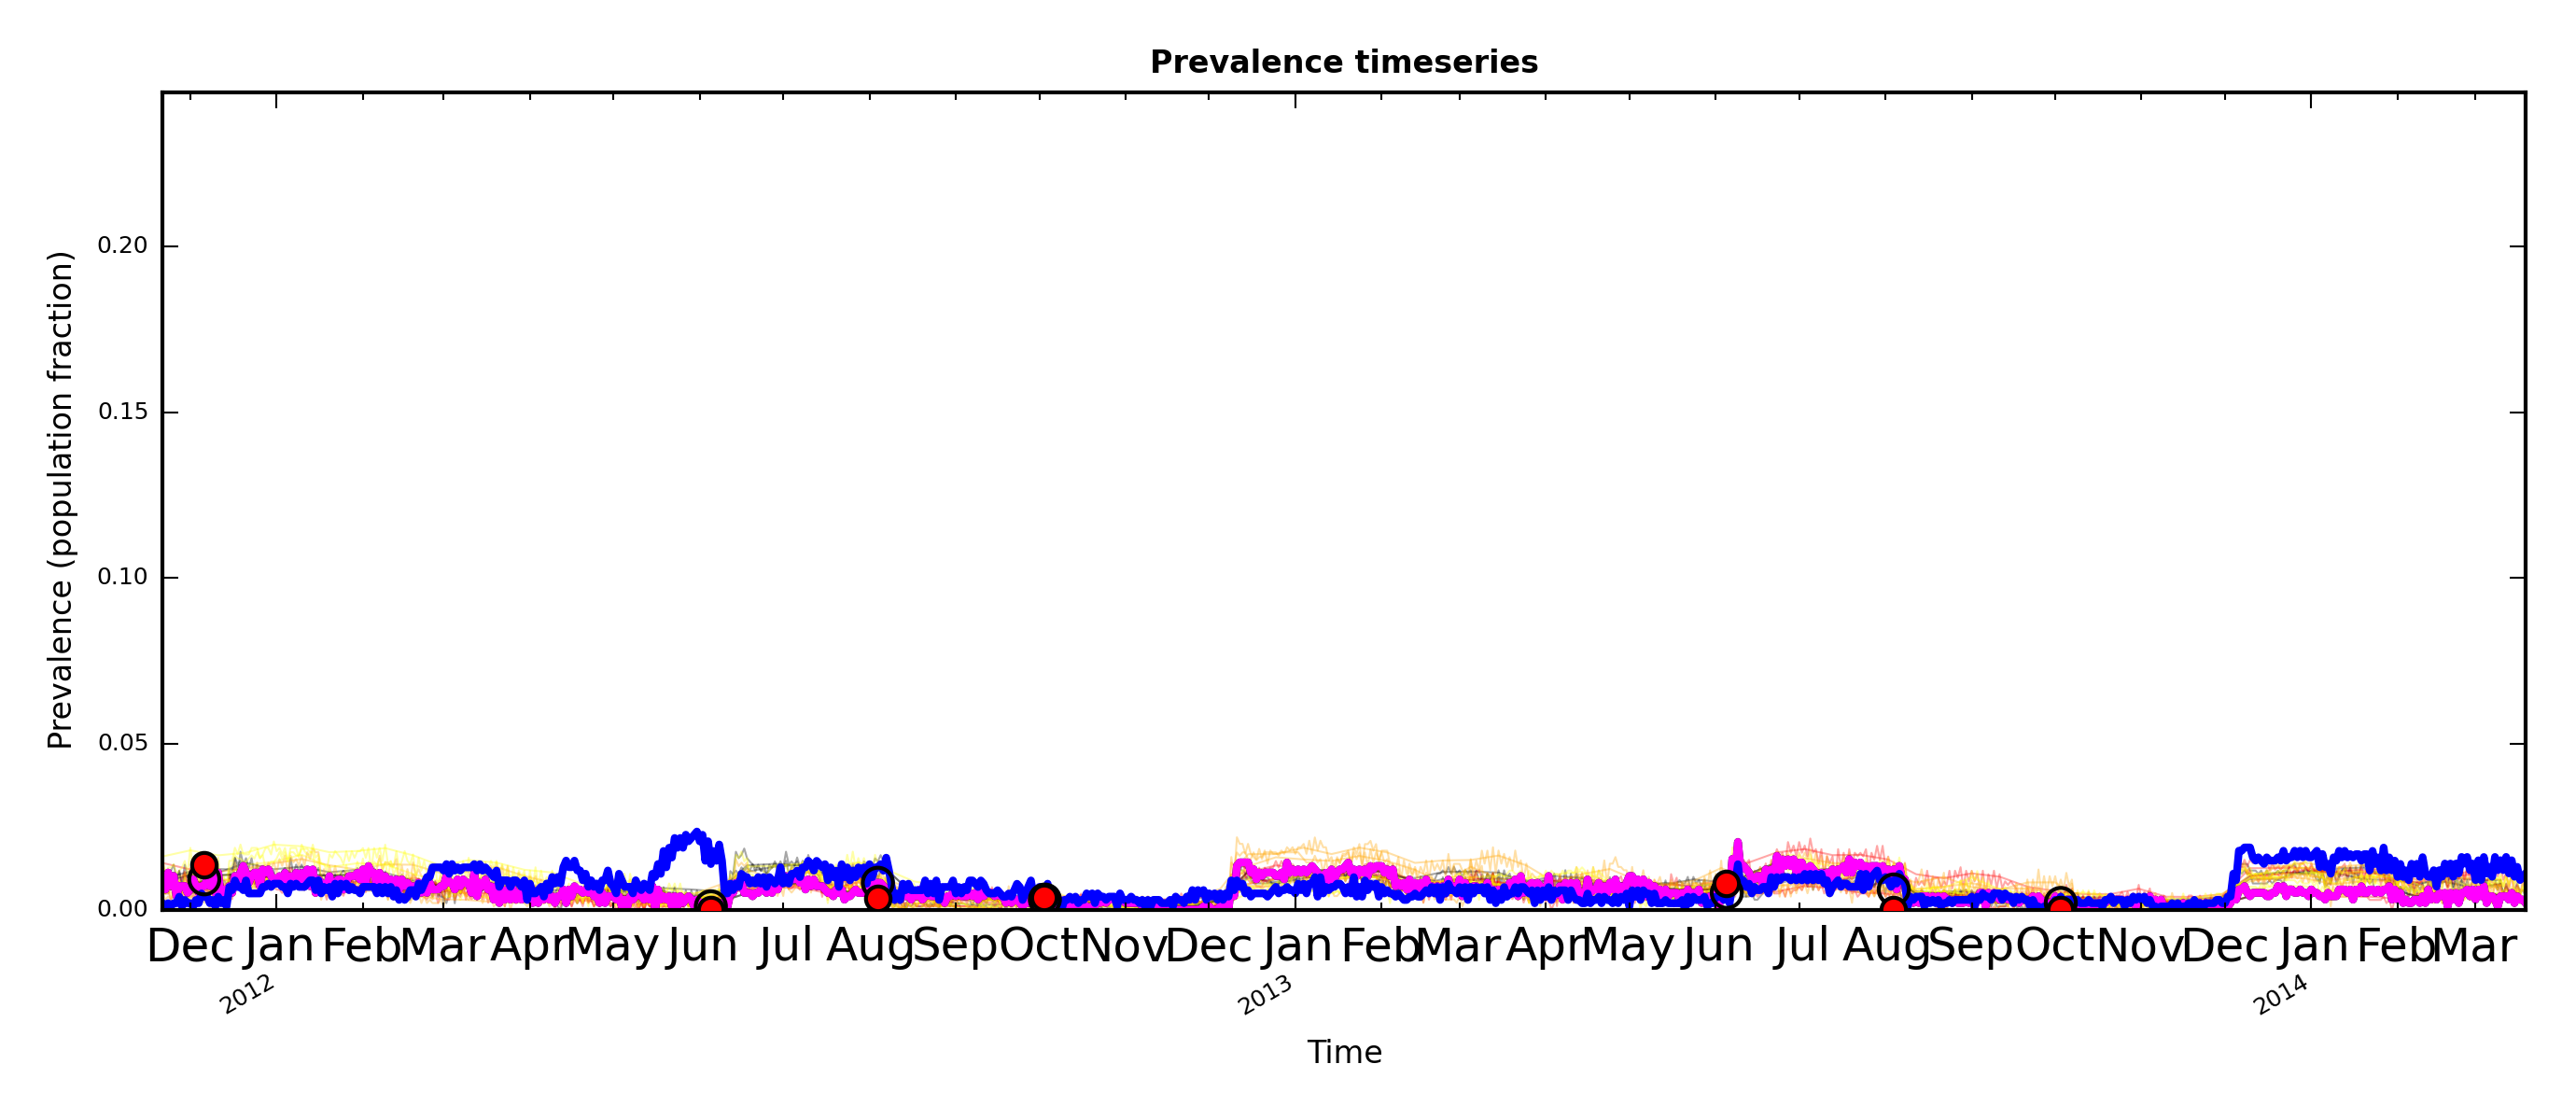 Prevalence timeseries
Prevalence (population fraction)
0.20
0.15
0.10
0.05
0.00
Dec Jan Feb Mar Apr May Jun Jul Aug Sep Oct Nov Dec Jan Feb Mar Apr May Jun Jul Aug Sep Oct Nov Dec Jan Feb Mar
2012 2013 2014
Time